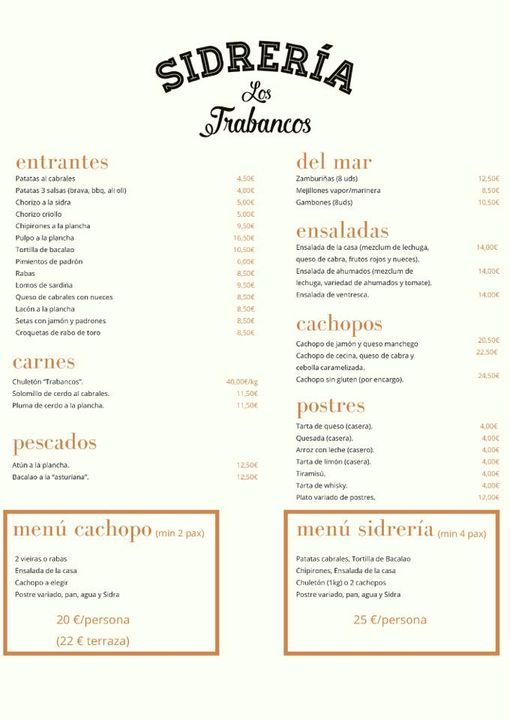 SIDRERÍA
Los
Trabancos
entrantes
Patatas al cabrales 4,50€
Patatas 3 salsas (brava, bbq, ali oli) 4,00€
Chorizo a la sidra 5,00€
Chorizo criollo 5,00€
Chipirones a la plancha 9,50€
Pulpo a la plancha 16,50€
Tortilla de bacalao 10,50€
Pimientos de padrón 6,00€
Rabas 8,50€
Lomos de sardina 9,50€
Queso de cabrales con nueces 8,50€
Lacón a la plancha 8,50€
Setas con jamón y padrones 8,50€
Croquetas de rabo de toro 8,50€
carnes
Chuletón "Trabancos". 40,00€/kg
Solomillo de cerdo al cabrales. 11,50€
Pluma de cerdo a la plancha. 11,50€
pescados
Atún a la plancha. 12,50€
Bacalao a la "asturiana". 12,50€
del mar
Zamburiñas (8 uds) 12,50€
Mejillones vapor/marinera 8,50€
Gambones (8uds) 10,50€
ensaladas
Ensalada de la casa (mezclum de lechuga, 14,00€
queso de cabra, frutos rojos y nueces).
Ensalada de ahumados (mezclum de 14,00€
lechuga, variedad de ahumados y tomate).
Ensalada de ventresca. 14,00€
cachopos
Cachopo de jamón y queso manchego 20,50€
Cachopo de cecina, queso de cabra y 22,50€
cebolla caramelizada.
Cachopo sin gluten (por encargo). 24,50€
postres
Tarta de queso (casera). 4,00€
Quesada (casera). 4,00€
Arroz con leche (casero). 4,00€
Tarta de limón (casera). 4,00€
Tiramisú. 4,00€
Tarta de whisky. 4,00€
Plato variado de postres. 12,00€
menú cachopo (min 2 pax)
2 vieiras o rabas
Ensalada de la casa
Cachopo a elegir
Postre variado, pan, agua y Sidra
20 €/persona
(22 € terraza)
menú sidrería (min 4 pax)
Patatas cabrales, Tortilla de Bacalao
Chipirones, Ensalada de la casa
Chuletón (1kg) o 2 cachopos
Postre variado, pan, agua y Sidra
25 €/persona